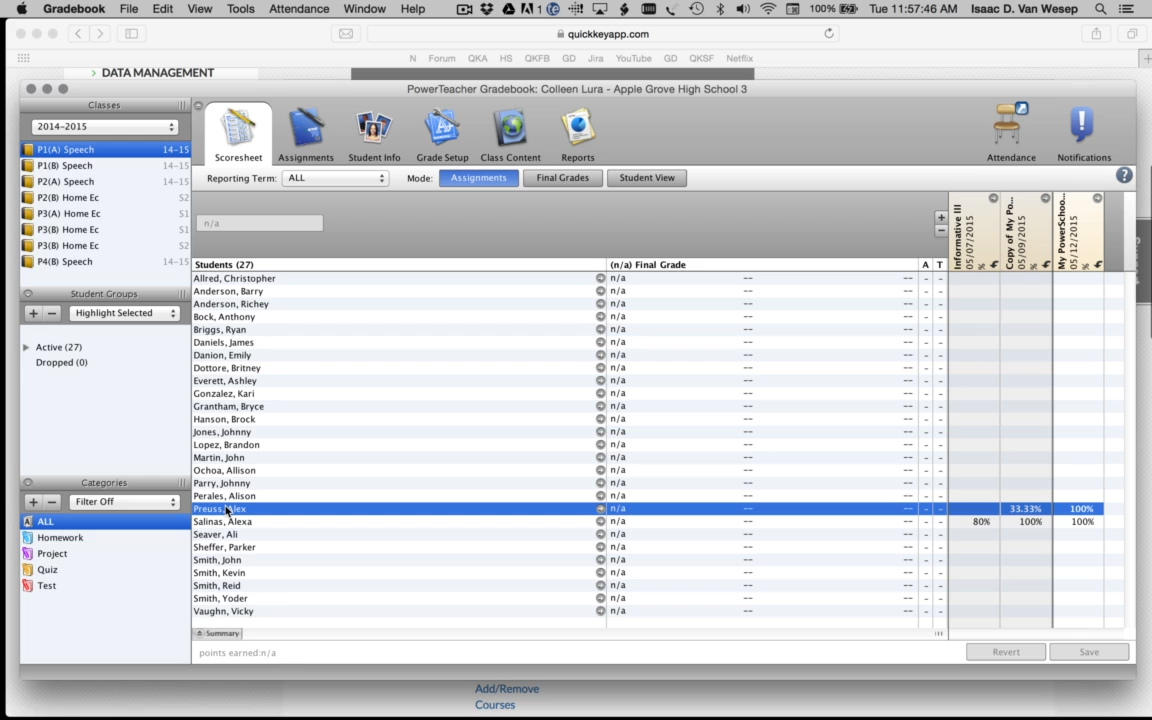 Gradebook File Edit View Tools Attendance Window Help 1 100% Tue 11:57:46 AM Isaac D. Van Wesep
quickkeyapp.com
N Forum QKA HS QKFB GD Jira YouTube GD QKSF Netflix
> DATA MANAGEMENT
PowerTeacher Gradebook: Colleen Lura - Apple Grove High School 3
Classes
2014-2015
P1(A) Speech 14-15
P1(B) Speech 14-15
P2(A) Speech 14-15
P2(B) Home Ec S2
P3(A) Home Ec S1
P3(B) Home Ec S1
P3(B) Home Ec S2
P4(B) Speech 14-15
Student Groups
+ − Highlight Selected
Active (27)
Dropped (0)
Categories
+ − Filter Off
ALL
Homework
Project
Quiz
Test
Scoresheet Assignments Student Info Grade Setup Class Content Reports Attendance Notifications
Reporting Term: ALL Mode: Assignments Final Grades Student View ?
n/a
+
−
Informative III 05/07/2015 %
Copy of My Po... 05/09/2015 %
My PowerSchoo... 05/12/2015 %
Students (27) (n/a) Final Grade A T
Allred, Christopher n/a -- -- - -
Anderson, Barry n/a -- -- - -
Anderson, Richey n/a -- -- - -
Bock, Anthony n/a -- -- - -
Briggs, Ryan n/a -- -- - -
Daniels, James n/a -- -- - -
Danion, Emily n/a -- -- - -
Dottore, Britney n/a -- -- - -
Everett, Ashley n/a -- -- - -
Gonzalez, Kari n/a -- -- - -
Grantham, Bryce n/a -- -- - -
Hanson, Brock n/a -- -- - -
Jones, Johnny n/a -- -- - -
Lopez, Brandon n/a -- -- - -
Martin, John n/a -- -- - -
Ochoa, Allison n/a -- -- - -
Parry, Johnny n/a -- -- - -
Perales, Alison n/a -- -- - -
Preuss, Alex n/a -- -- - - 33.33% 100%
Salinas, Alexa n/a -- -- - - 80% 100% 100%
Seaver, Ali n/a -- -- - -
Sheffer, Parker n/a -- -- - -
Smith, John n/a -- -- - -
Smith, Kevin n/a -- -- - -
Smith, Reid n/a -- -- - -
Smith, Yoder n/a -- -- - -
Vaughn, Vicky n/a -- -- - -
Summary
points earned:n/a Revert Save
Add/Remove
Courses